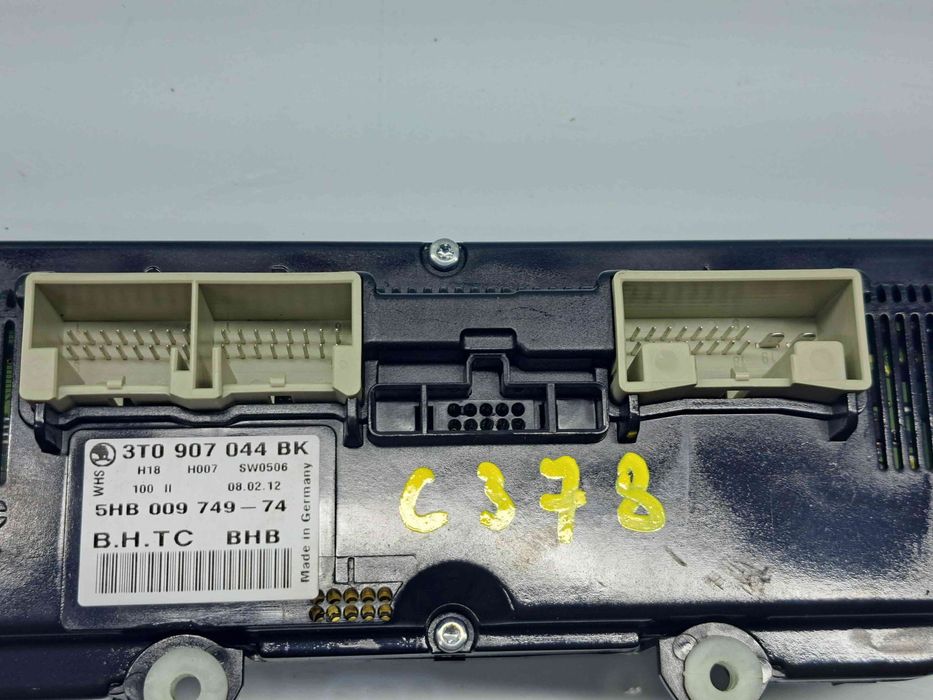 3T0 907 044 BK
H18 H007 SW0506
WHS
100 II 08.02.12
5HB 009 749-74
B.H.TC BHB
Made in Germany
C378